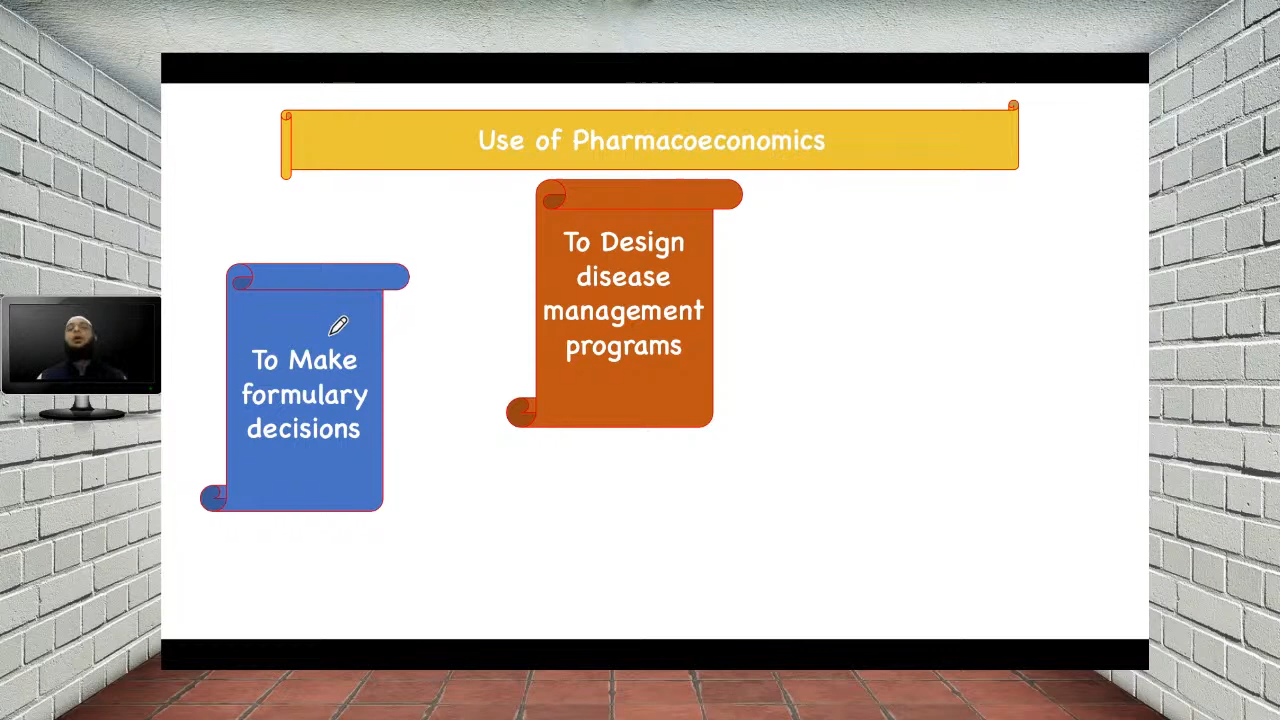 Use of Pharmacoeconomics
To Design
disease
management
programs
To Make
formulary
decisions